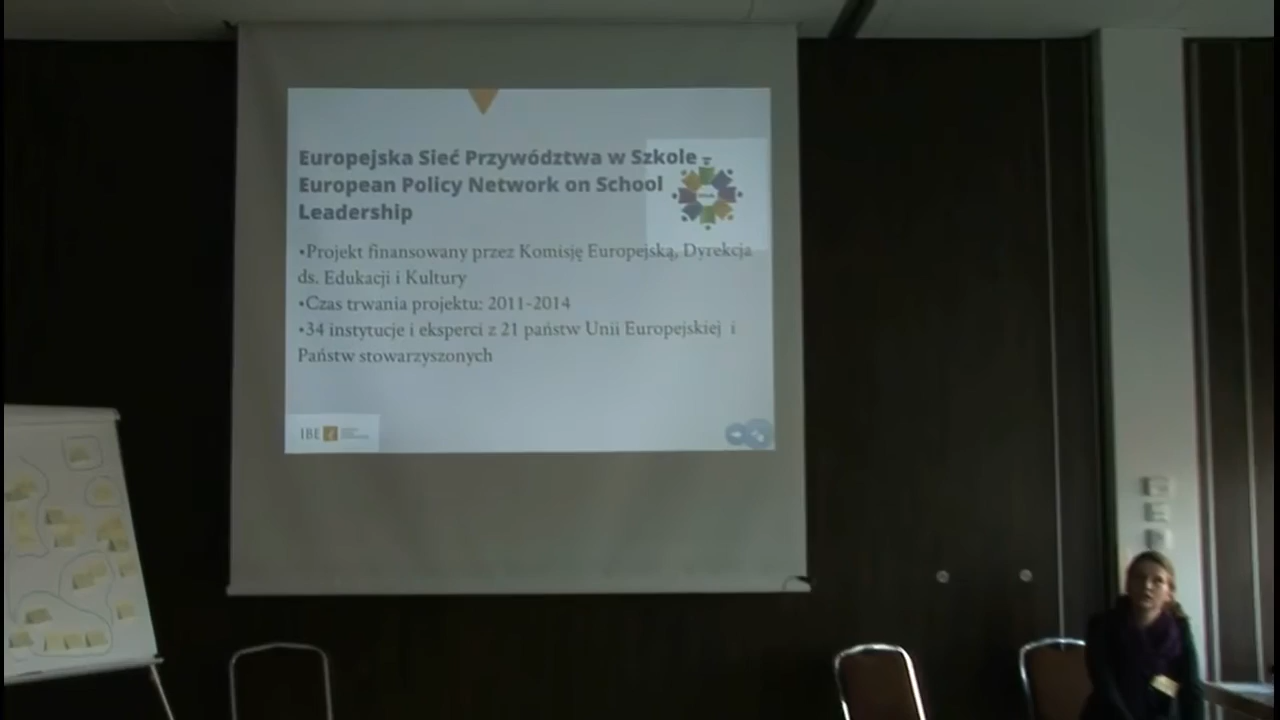 Europejska Sieć Przywództwa w Szkole -
European Policy Network on School
Leadership
•Projekt finansowany przez Komisję Europejską, Dyrekcja
ds. Edukacji i Kultury
•Czas trwania projektu: 2011-2014
•34 instytucje i eksperci z 21 państw Unii Europejskiej i
Państw stowarzyszonych
IBE